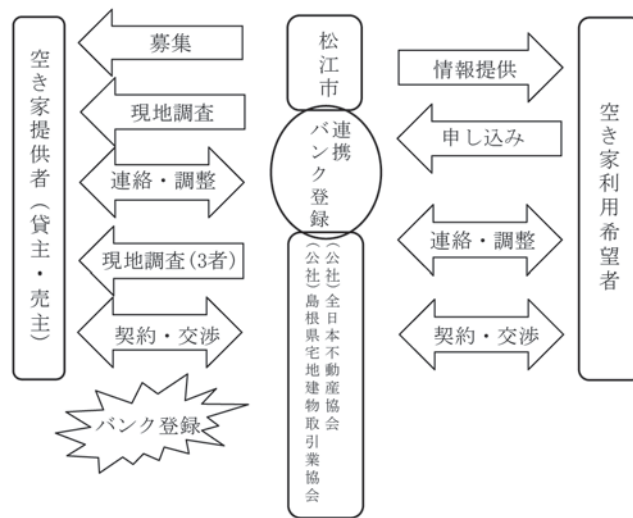 空き家提供者（貸主・売主）
募集
現地調査
連絡・調整
現地調査(3者)
契約・交渉
バンク登録
松江市
連携
バンク登録
（公社）全日本不動産協会
（公社）島根県宅地建物取引業協会
情報提供
申し込み
連絡・調整
契約・交渉
空き家利用希望者